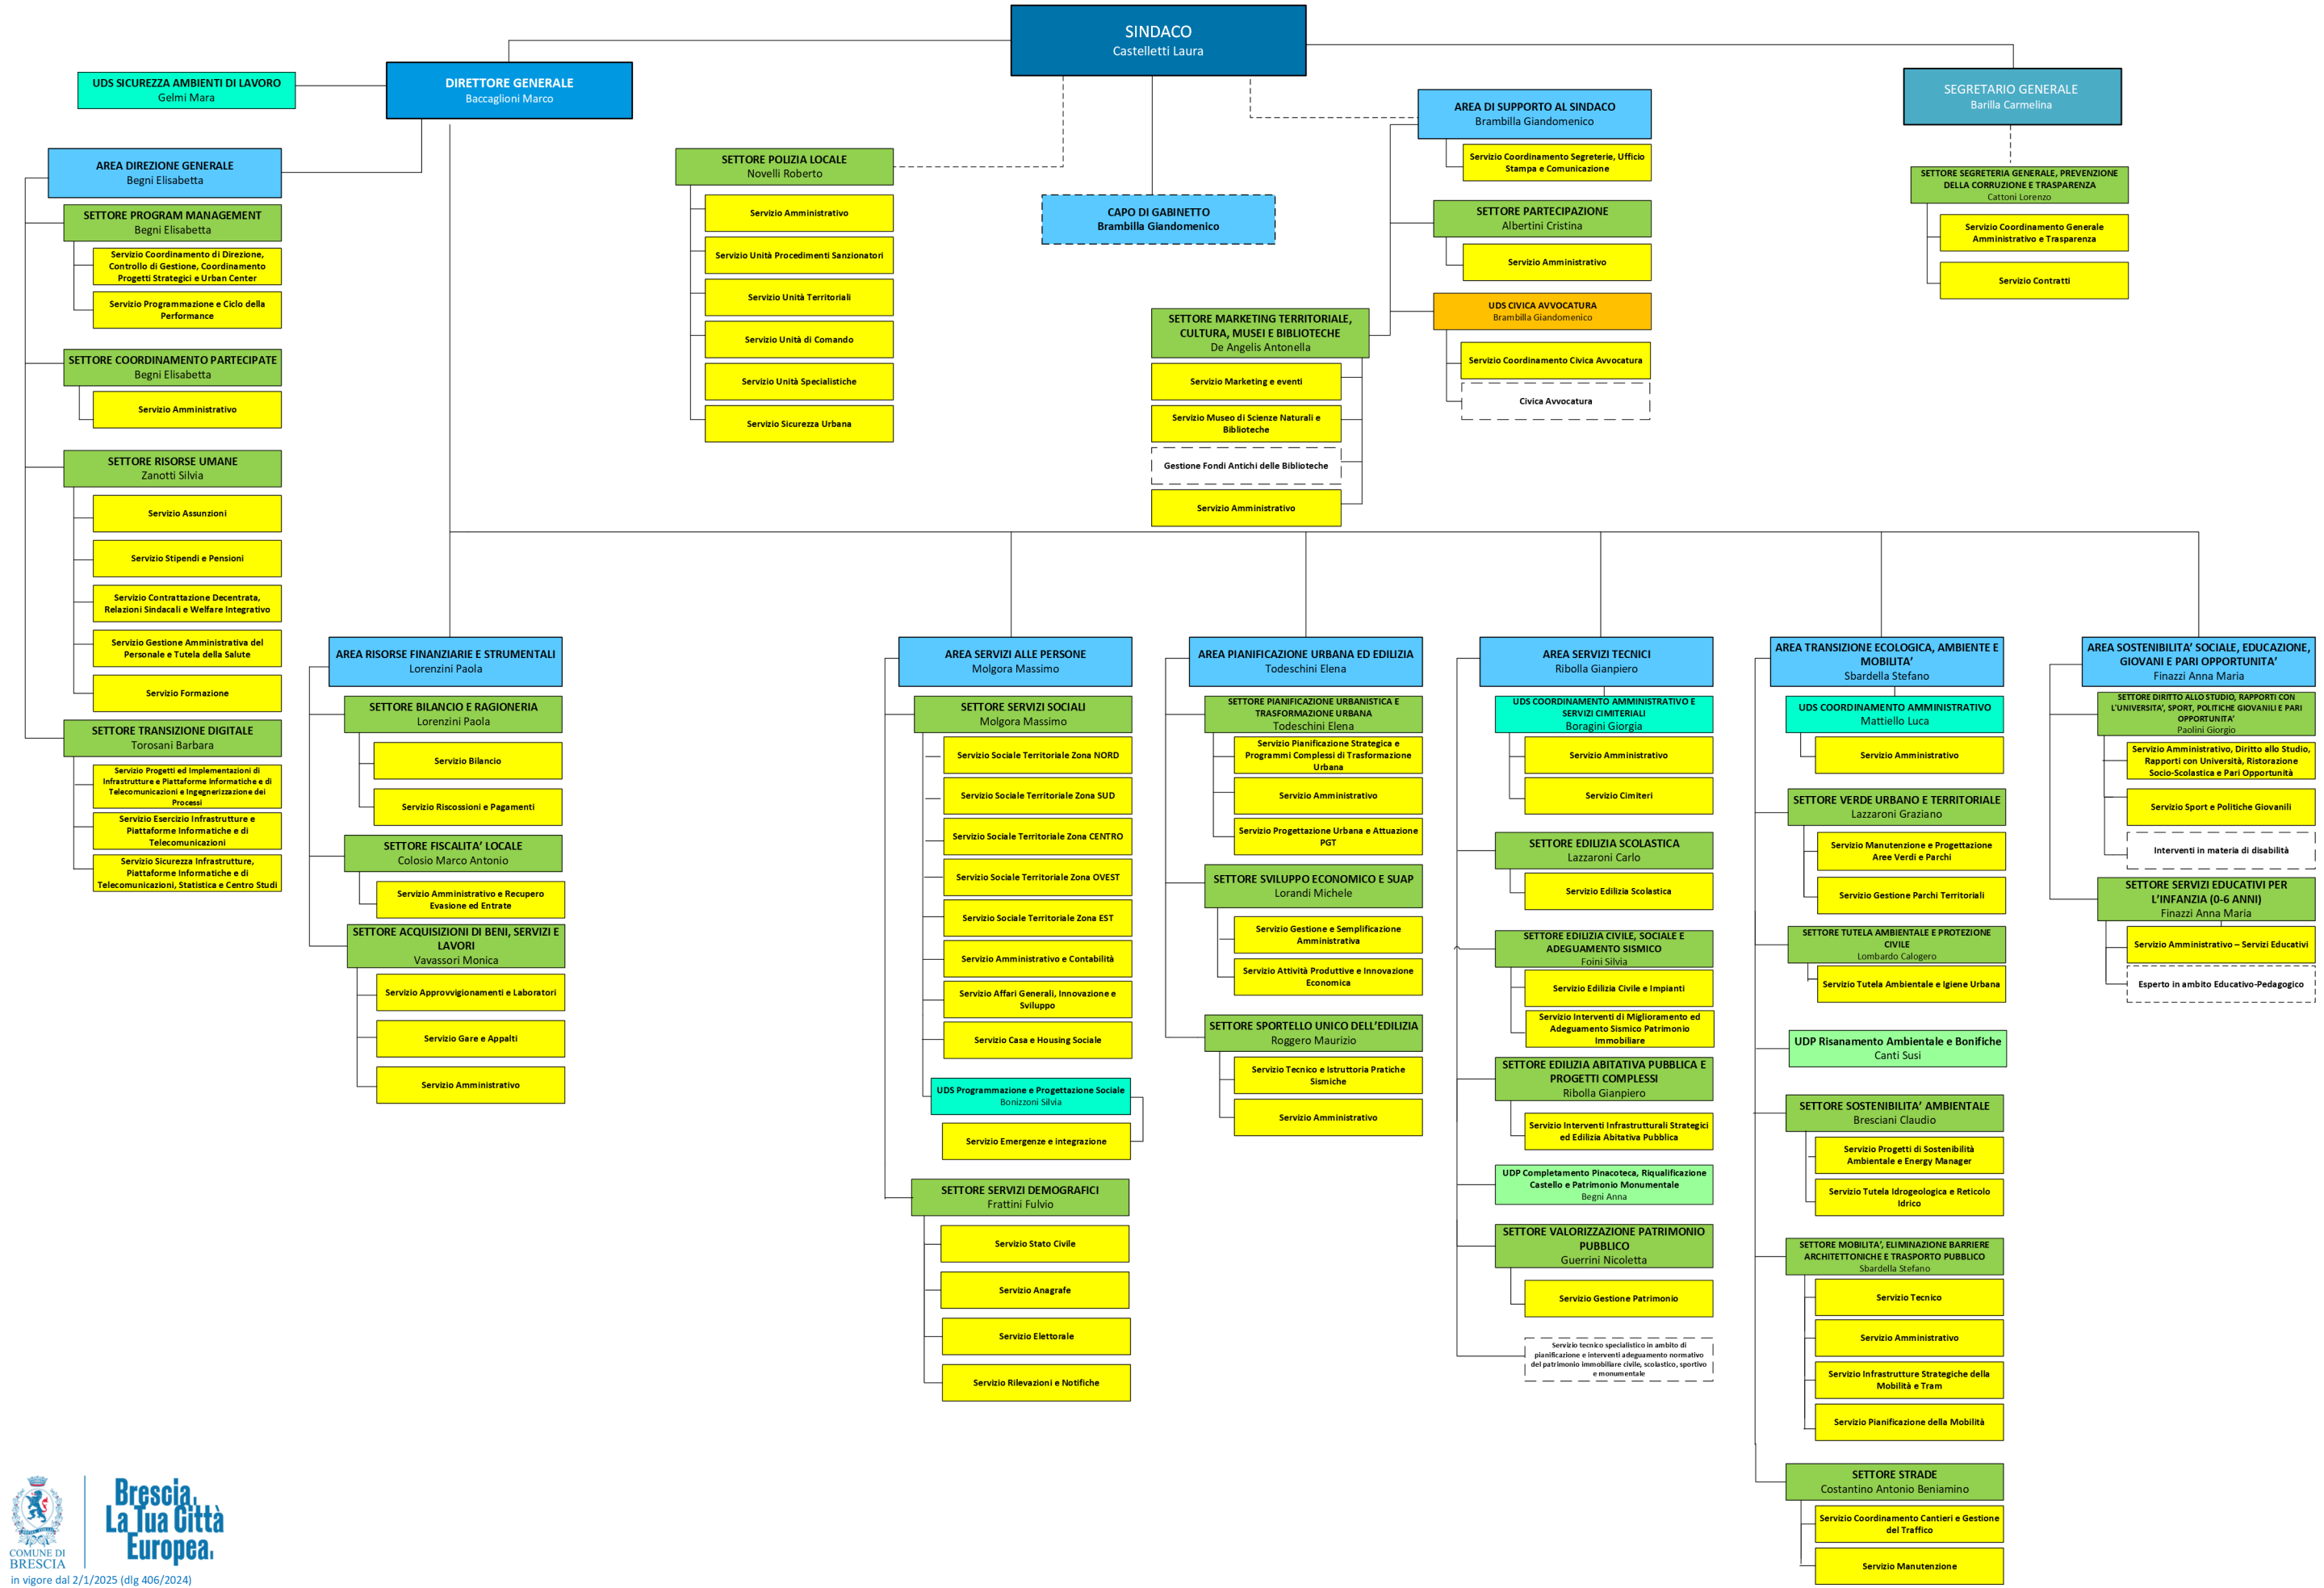 SINDACO
Castelletti Laura
DIRETTORE GENERALE
Baccaglioni Marco
UDS SICUREZZA AMBIENTI DI LAVORO
Gelmi Mara
SEGRETARIO GENERALE
Barilla Carmelina
AREA DIREZIONE GENERALE
Begni Elisabetta
SETTORE PROGRAM MANAGEMENT
Begni Elisabetta
Servizio Coordinamento di Direzione,
Controllo di Gestione, Coordinamento
Progetti Strategici e Urban Center
Servizio Programmazione e Ciclo della
Performance
SETTORE COORDINAMENTO PARTECIPATE
Begni Elisabetta
Servizio Amministrativo
SETTORE RISORSE UMANE
Zanotti Silvia
Servizio Assunzioni
Servizio Stipendi e Pensioni
Servizio Contrattazione Decentrata,
Relazioni Sindacali e Welfare Integrativo
Servizio Gestione Amministrativa del
Personale e Tutela della Salute
Servizio Formazione
SETTORE TRANSIZIONE DIGITALE
Torosani Barbara
Servizio Progetti ed Implementazioni di
Infrastrutture e Piattaforme Informatiche e di
Telecomunicazioni e Ingegnerizzazione dei
Processi
Servizio Esercizio Infrastrutture e
Piattaforme Informatiche e di
Telecomunicazioni
Servizio Sicurezza Infrastrutture,
Piattaforme Informatiche e di
Telecomunicazioni, Statistica e Centro Studi
SETTORE POLIZIA LOCALE
Novelli Roberto
Servizio Amministrativo
Servizio Unità Procedimenti Sanzionatori
Servizio Unità Territoriali
Servizio Unità di Comando
Servizio Unità Specialistiche
Servizio Sicurezza Urbana
CAPO DI GABINETTO
Brambilla Giandomenico
AREA DI SUPPORTO AL SINDACO
Brambilla Giandomenico
Servizio Coordinamento Segreterie, Ufficio
Stampa e Comunicazione
SETTORE PARTECIPAZIONE
Albertini Cristina
Servizio Amministrativo
UDS CIVICA AVVOCATURA
Brambilla Giandomenico
Servizio Coordinamento Civica Avvocatura
Civica Avvocatura
SETTORE MARKETING TERRITORIALE,
CULTURA, MUSEI E BIBLIOTECHE
De Angelis Antonella
Servizio Marketing e eventi
Servizio Museo di Scienze Naturali e
Biblioteche
Gestione Fondi Antichi delle Biblioteche
Servizio Amministrativo
SETTORE SEGRETERIA GENERALE, PREVENZIONE
DELLA CORRUZIONE E TRASPARENZA
Cattoni Lorenzo
Servizio Coordinamento Generale
Amministrativo e Trasparenza
Servizio Contratti
AREA RISORSE FINANZIARIE E STRUMENTALI
Lorenzini Paola
SETTORE BILANCIO E RAGIONERIA
Lorenzini Paola
Servizio Bilancio
Servizio Riscossioni e Pagamenti
SETTORE FISCALITA’ LOCALE
Colosio Marco Antonio
Servizio Amministrativo e Recupero
Evasione ed Entrate
SETTORE ACQUISIZIONI DI BENI, SERVIZI E
LAVORI
Vavassori Monica
Servizio Approvvigionamenti e Laboratori
Servizio Gare e Appalti
Servizio Amministrativo
AREA SERVIZI ALLE PERSONE
Molgora Massimo
SETTORE SERVIZI SOCIALI
Molgora Massimo
Servizio Sociale Territoriale Zona NORD
Servizio Sociale Territoriale Zona SUD
Servizio Sociale Territoriale Zona CENTRO
Servizio Sociale Territoriale Zona OVEST
Servizio Sociale Territoriale Zona EST
Servizio Amministrativo e Contabilità
Servizio Affari Generali, Innovazione e
Sviluppo
Servizio Casa e Housing Sociale
UDS Programmazione e Progettazione Sociale
Bonizzoni Silvia
Servizio Emergenze e integrazione
SETTORE SERVIZI DEMOGRAFICI
Frattini Fulvio
Servizio Stato Civile
Servizio Anagrafe
Servizio Elettorale
Servizio Rilevazioni e Notifiche
AREA PIANIFICAZIONE URBANA ED EDILIZIA
Todeschini Elena
SETTORE PIANIFICAZIONE URBANISTICA E
TRASFORMAZIONE URBANA
Todeschini Elena
Servizio Pianificazione Strategica e
Programmi Complessi di Trasformazione
Urbana
Servizio Amministrativo
Servizio Progettazione Urbana e Attuazione
PGT
SETTORE SVILUPPO ECONOMICO E SUAP
Lorandi Michele
Servizio Gestione e Semplificazione
Amministrativa
Servizio Attività Produttive e Innovazione
Economica
SETTORE SPORTELLO UNICO DELL’EDILIZIA
Roggero Maurizio
Servizio Tecnico e Istruttoria Pratiche
Sismiche
Servizio Amministrativo
AREA SERVIZI TECNICI
Ribolla Gianpiero
UDS COORDINAMENTO AMMINISTRATIVO E
SERVIZI CIMITERIALI
Boragini Giorgia
Servizio Amministrativo
Servizio Cimiteri
SETTORE EDILIZIA SCOLASTICA
Lazzaroni Carlo
Servizio Edilizia Scolastica
SETTORE EDILIZIA CIVILE, SOCIALE E
ADEGUAMENTO SISMICO
Foini Silvia
Servizio Edilizia Civile e Impianti
Servizio Interventi di Miglioramento ed
Adeguamento Sismico Patrimonio
Immobiliare
SETTORE EDILIZIA ABITATIVA PUBBLICA E
PROGETTI COMPLESSI
Ribolla Gianpiero
Servizio Interventi Infrastrutturali Strategici
ed Edilizia Abitativa Pubblica
UDP Completamento Pinacoteca, Riqualificazione
Castello e Patrimonio Monumentale
Begni Anna
SETTORE VALORIZZAZIONE PATRIMONIO
PUBBLICO
Guerrini Nicoletta
Servizio Gestione Patrimonio
Servizio tecnico specialistico in ambito di
pianificazione e interventi adeguamento normativo
del patrimonio immobiliare civile, scolastico, sportivo
e monumentale
AREA TRANSIZIONE ECOLOGICA, AMBIENTE E
MOBILITA’
Sbardella Stefano
UDS COORDINAMENTO AMMINISTRATIVO
Mattiello Luca
Servizio Amministrativo
SETTORE VERDE URBANO E TERRITORIALE
Lazzaroni Graziano
Servizio Manutenzione e Progettazione
Aree Verdi e Parchi
Servizio Gestione Parchi Territoriali
SETTORE TUTELA AMBIENTALE E PROTEZIONE
CIVILE
Lombardo Calogero
Servizio Tutela Ambientale e Igiene Urbana
UDP Risanamento Ambientale e Bonifiche
Canti Susi
SETTORE SOSTENIBILITA’ AMBIENTALE
Bresciani Claudio
Servizio Progetti di Sostenibilità
Ambientale e Energy Manager
Servizio Tutela Idrogeologica e Reticolo
Idrico
SETTORE MOBILITA’, ELIMINAZIONE BARRIERE
ARCHITETTONICHE E TRASPORTO PUBBLICO
Sbardella Stefano
Servizio Tecnico
Servizio Amministrativo
Servizio Infrastrutture Strategiche della
Mobilità e Tram
Servizio Pianificazione della Mobilità
SETTORE STRADE
Costantino Antonio Beniamino
Servizio Coordinamento Cantieri e Gestione
del Traffico
Servizio Manutenzione
AREA SOSTENIBILITA’ SOCIALE, EDUCAZIONE,
GIOVANI E PARI OPPORTUNITA’
Finazzi Anna Maria
SETTORE DIRITTO ALLO STUDIO, RAPPORTI CON
L’UNIVERSITA’, SPORT, POLITICHE GIOVANILI E PARI
OPPORTUNITA’
Paolini Giorgio
Servizio Amministrativo, Diritto allo Studio,
Rapporti con Università, Ristorazione
Socio-Scolastica e Pari Opportunità
Servizio Sport e Politiche Giovanili
Interventi in materia di disabilità
SETTORE SERVIZI EDUCATIVI PER
L’INFANZIA (0-6 ANNI)
Finazzi Anna Maria
Servizio Amministrativo – Servizi Educativi
Esperto in ambito Educativo-Pedagogico
COMUNE DI
BRESCIA
Brescia.
La Tua Città
Europea.
in vigore dal 2/1/2025 (dlg 406/2024)